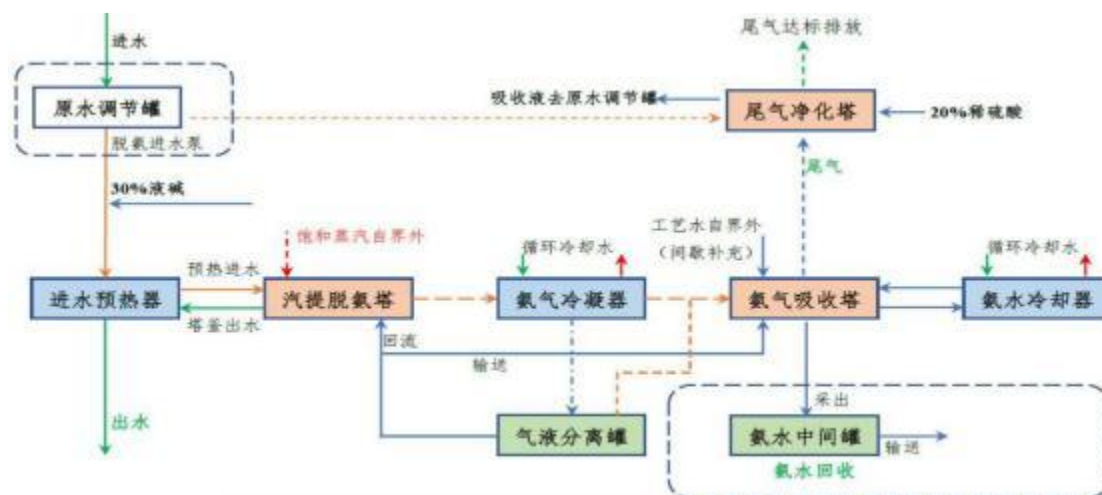 进水
尾气达标排放
原水调节罐
吸收液去原水调节罐
尾气净化塔
20%稀硫酸
脱氨进水泵
尾气
30%液碱
饱和蒸汽自界外
工艺水自界外
（间歇补充）
循环冷却水
循环冷却水
预热进水
进水预热器
汽提脱氨塔
氨气冷凝器
氨气吸收塔
氨水冷却器
塔釜出水
回流
输送
采出
出水
气液分离罐
氨水中间罐
输送
氨水回收